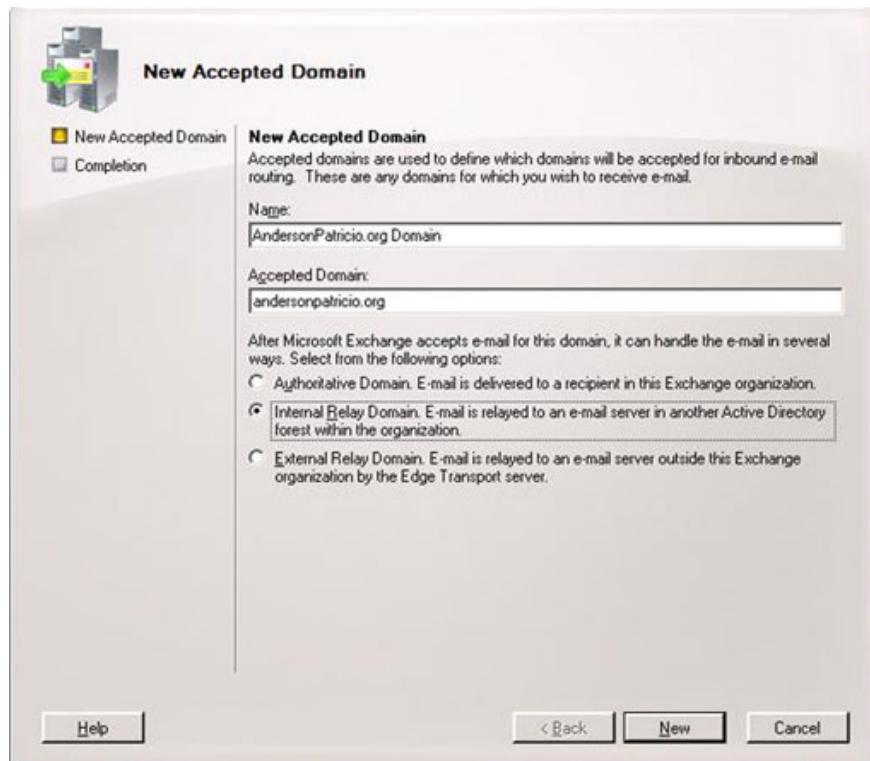 New Accepted Domain
New Accepted Domain
Completion
New Accepted Domain
Accepted domains are used to define which domains will be accepted for inbound e-mail
routing. These are any domains for which you wish to receive e-mail.
Name:
AndersonPatricio.org Domain
Accepted Domain:
andersonpatricio.org
After Microsoft Exchange accepts e-mail for this domain, it can handle the e-mail in several
ways. Select from the following options:
Authoritative Domain. E-mail is delivered to a recipient in this Exchange organization.
Internal Relay Domain. E-mail is relayed to an e-mail server in another Active Directory
forest within the organization.
External Relay Domain. E-mail is relayed to an e-mail server outside this Exchange
organization by the Edge Transport server.
Help
< Back
New
Cancel